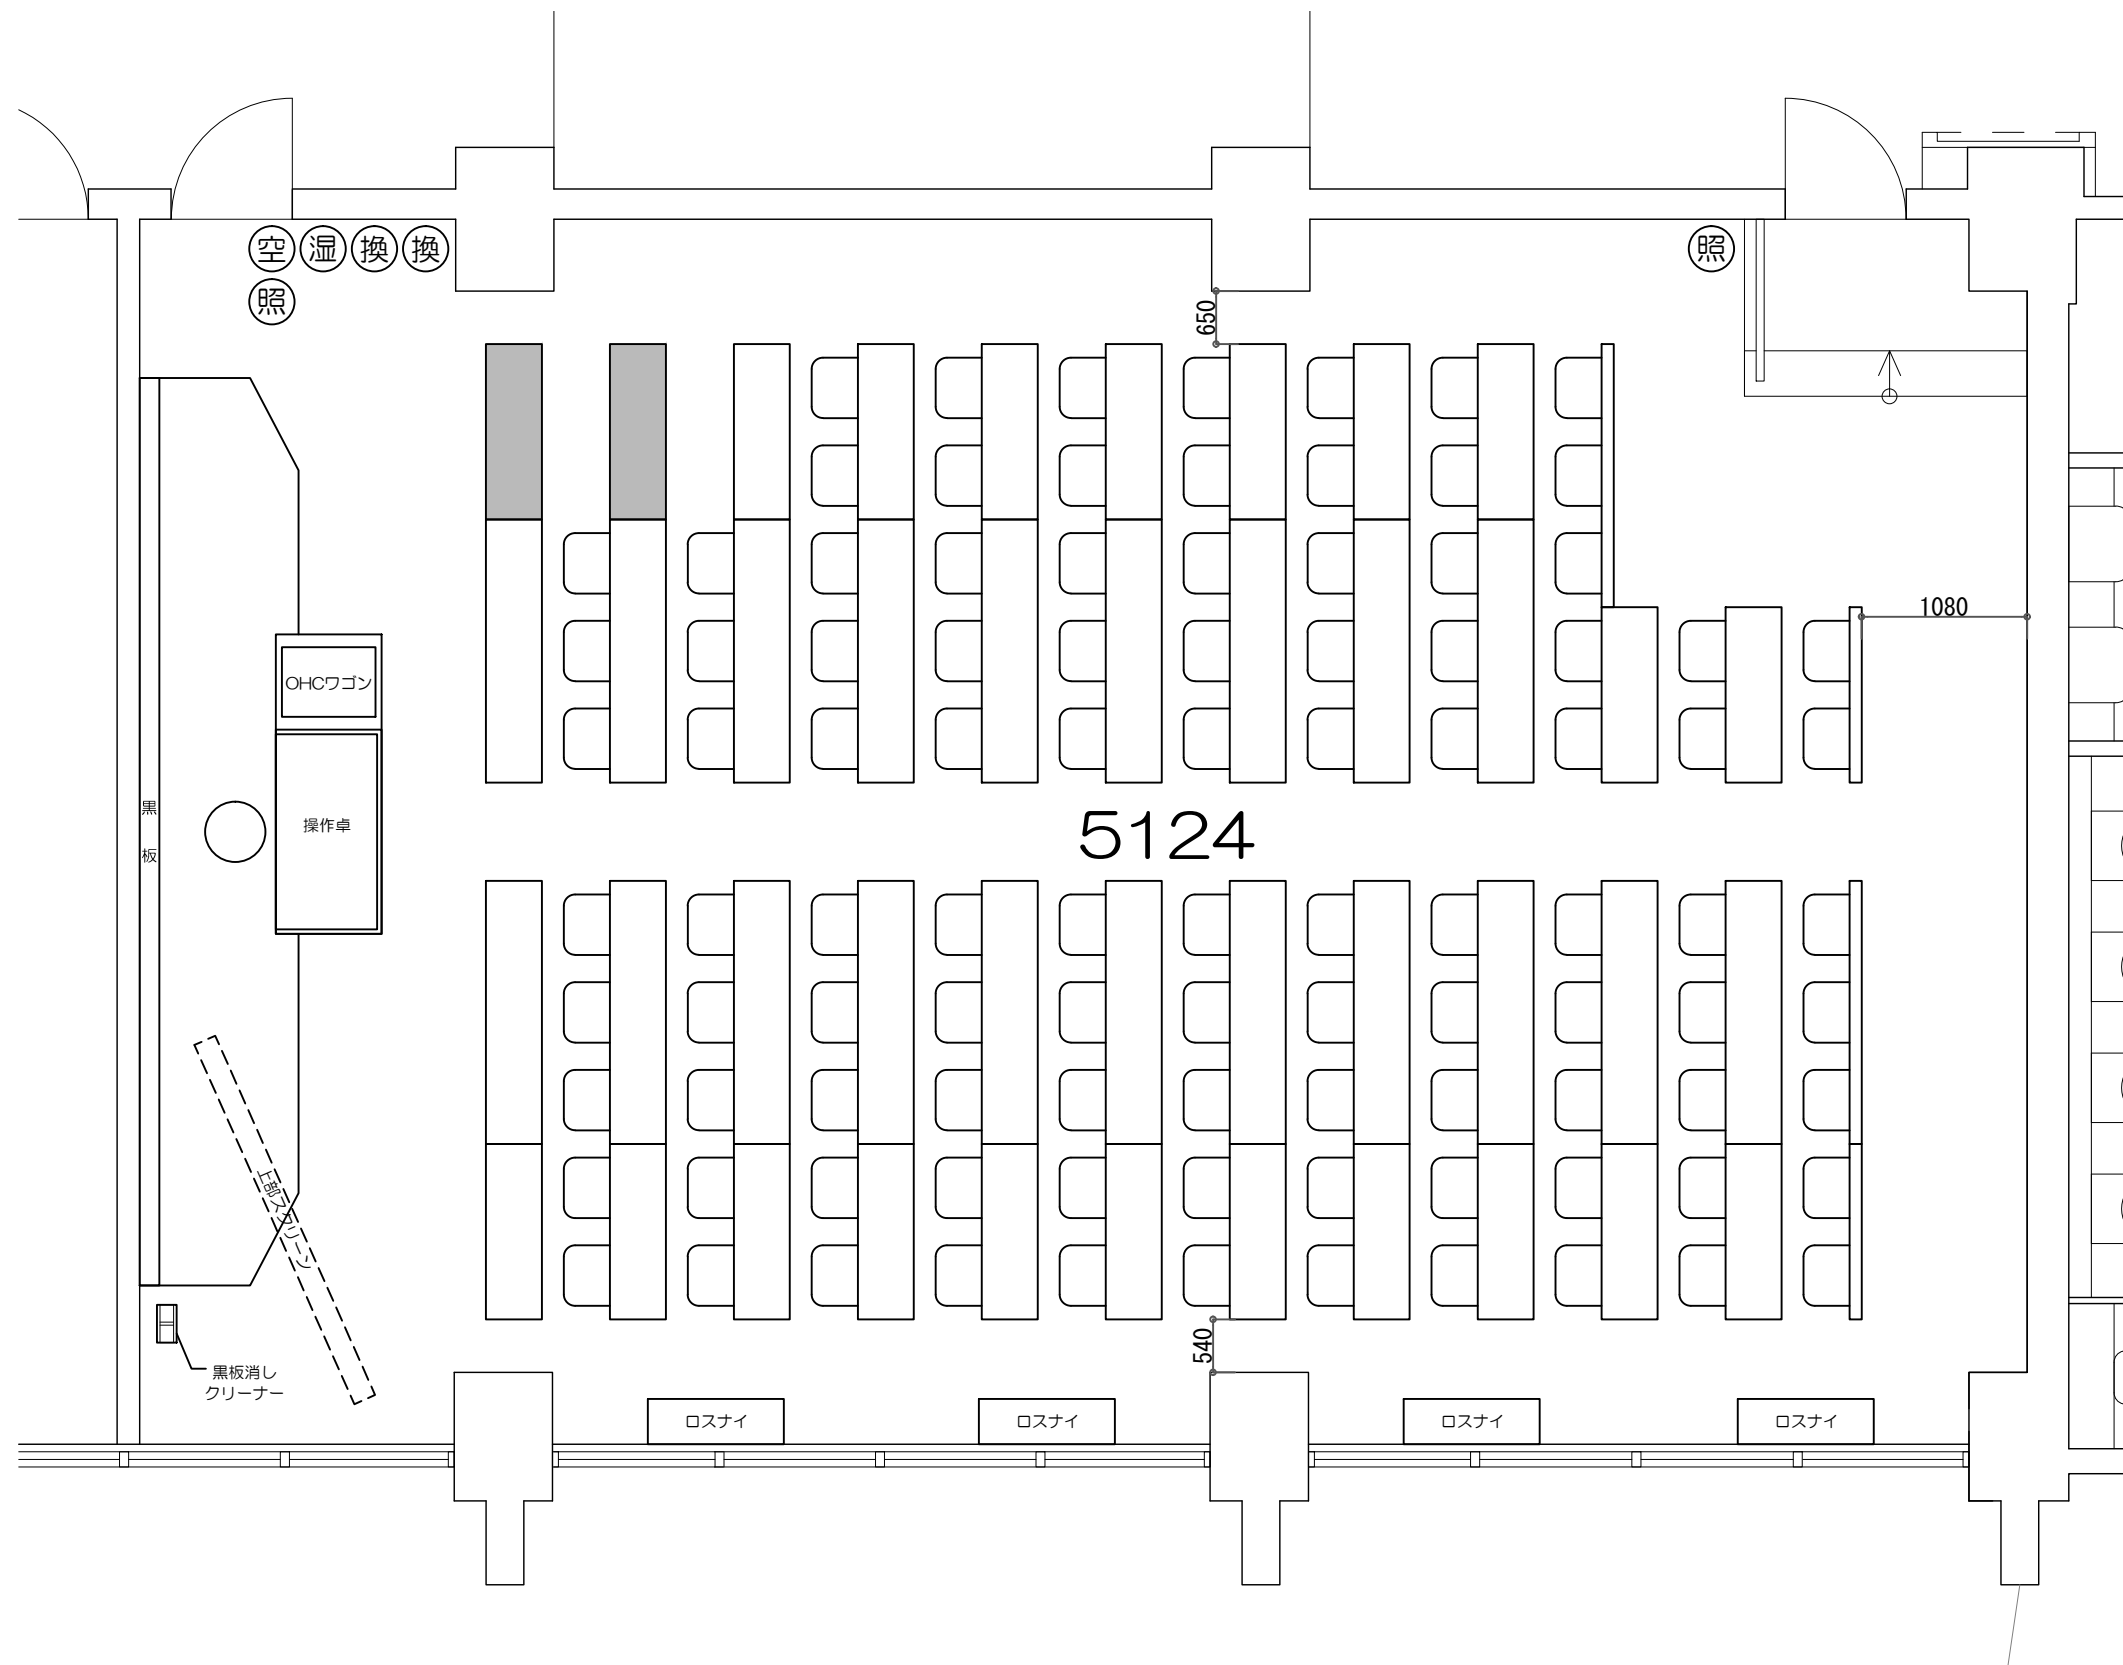 空 湿 換 換
照
照
650
1080
OHCワゴン
操作卓
黒
板
5124
上部スクリーン
540
黒板消し
クリーナー
ロスナイ
ロスナイ
ロスナイ
ロスナイ